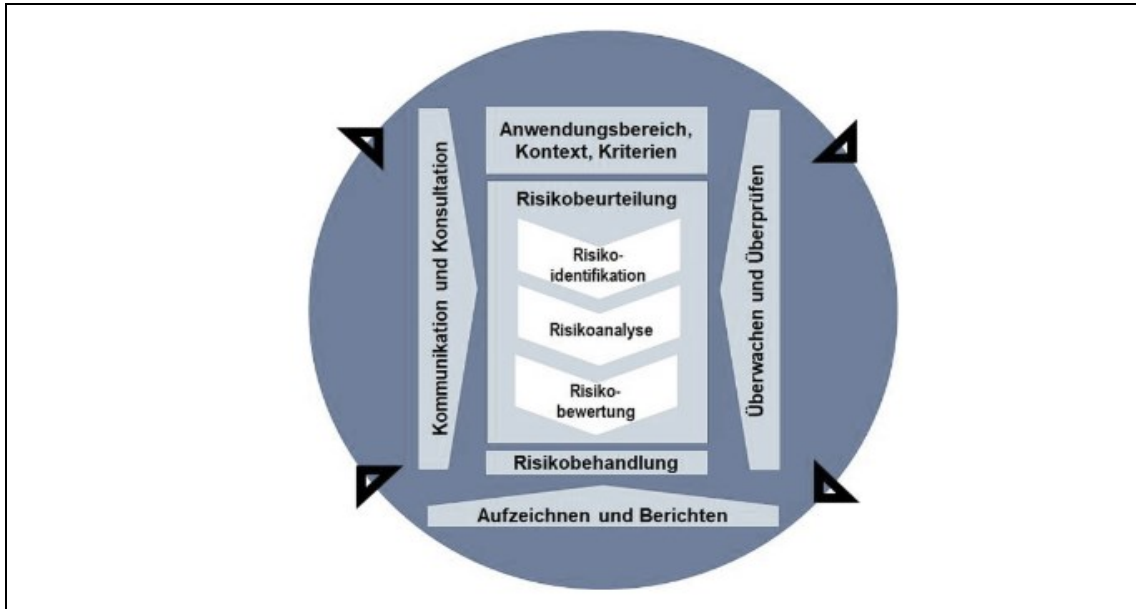 Anwendungsbereich,
Kontext, Kriterien
Kommunikation und Konsultation
Risikobeurteilung
Risiko-
identifikation
Risikoanalyse
Risiko-
bewertung
Überwachen und Überprüfen
Risikobehandlung
Aufzeichnen und Berichten